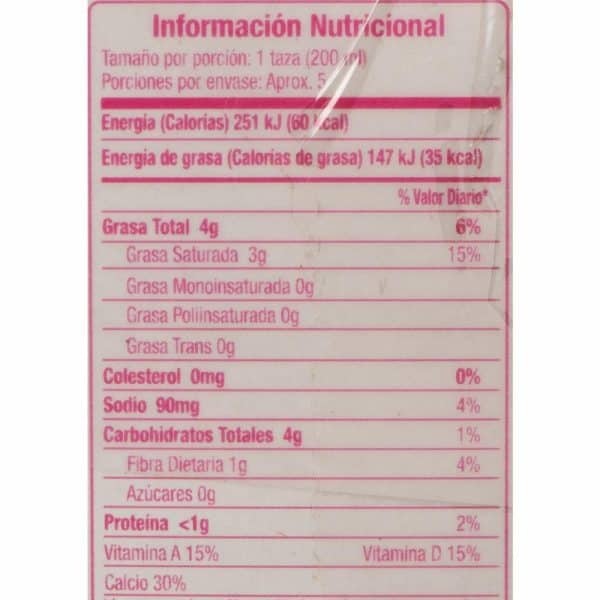 Información Nutricional
Tamaño por porción: 1 taza (200 ml)
Porciones por envase: Aprox. 5
Energía (Calorías) 251 kJ (60 kcal)
Energía de grasa (Calorías de grasa) 147 kJ (35 kcal)
% Valor Diario*
Grasa Total 4g 6%
Grasa Saturada 3g 15%
Grasa Monoinsaturada 0g
Grasa Poliinsaturada 0g
Grasa Trans 0g
Colesterol 0mg 0%
Sodio 90mg 4%
Carbohidratos Totales 4g 1%
Fibra Dietaria 1g 4%
Azúcares 0g
Proteína <1g 2%
Vitamina A 15% Vitamina D 15%
Calcio 30%